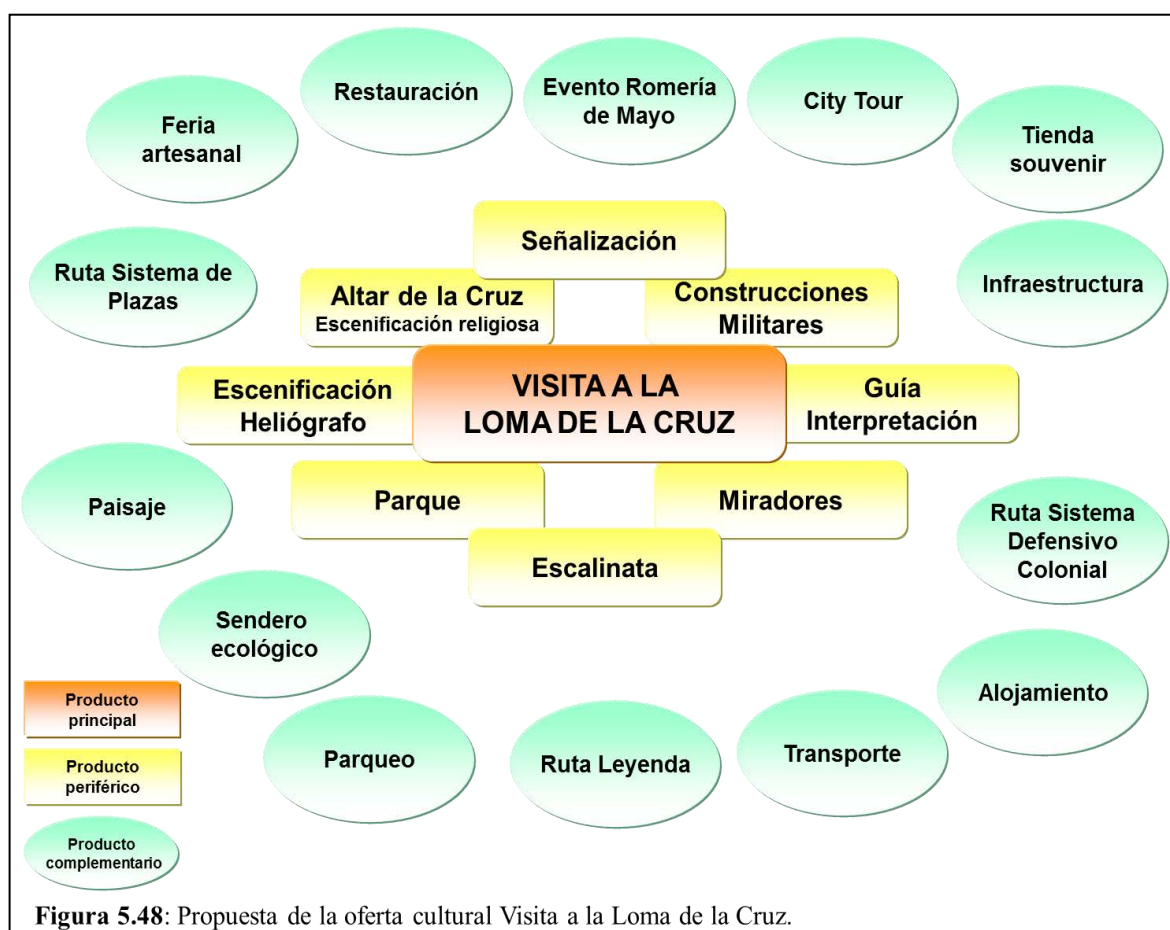 Restauración
Evento Romería
de Mayo
City Tour
Feria
artesanal
Tienda
souvenir
Señalización
Ruta Sistema de
Plazas
Infraestructura
Altar de la Cruz
Escenificación religiosa
Construcciones
Militares
Escenificación
Heliógrafo
VISITA A LA
LOMA DE LA CRUZ
Guía
Interpretación
Paisaje
Parque
Miradores
Ruta Sistema
Defensivo
Colonial
Escalinata
Sendero
ecológico
Alojamiento
Producto
principal
Parqueo
Ruta Leyenda
Transporte
Producto
periférico
Producto
complementario
Figura 5.48: Propuesta de la oferta cultural Visita a la Loma de la Cruz.